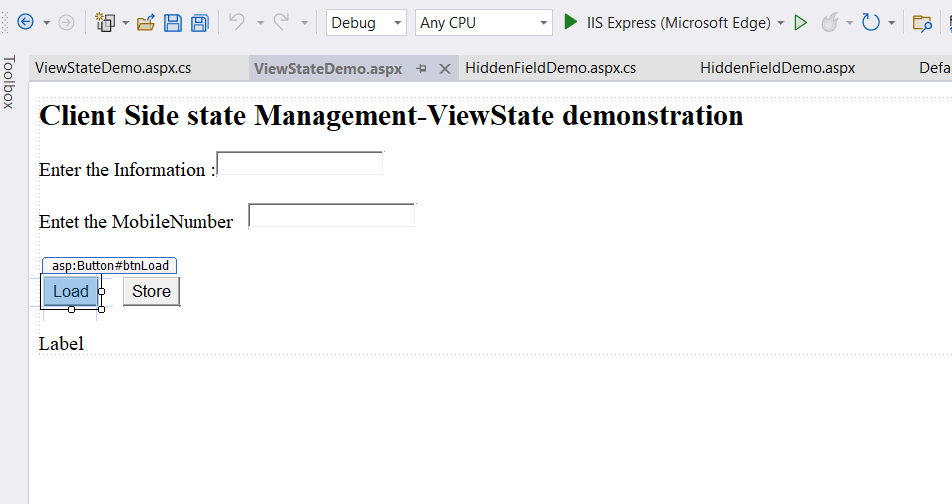 Debug Any CPU IIS Express (Microsoft Edge)
Toolbox
ViewStateDemo.aspx.cs ViewStateDemo.aspx HiddenFieldDemo.aspx.cs HiddenFieldDemo.aspx Defa
Client Side state Management-ViewState demonstration
Enter the Information :
Entet the MobileNumber
asp:Button#btnLoad
Load Store
Label